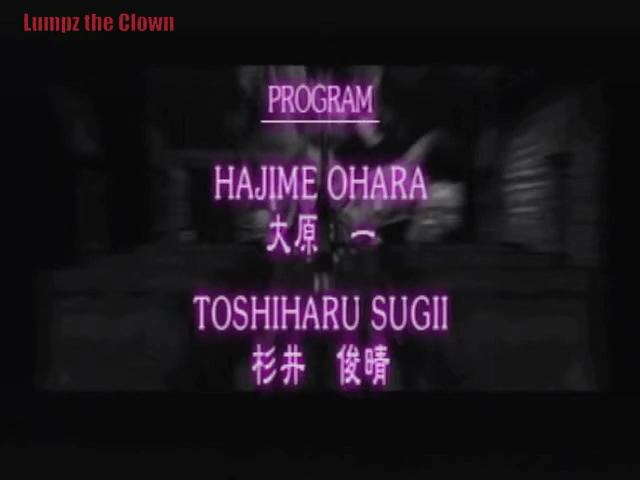 Lumpz the Clown
PROGRAM
HAJIME OHARA
大原 一
TOSHIHARU SUGII
杉井 俊晴